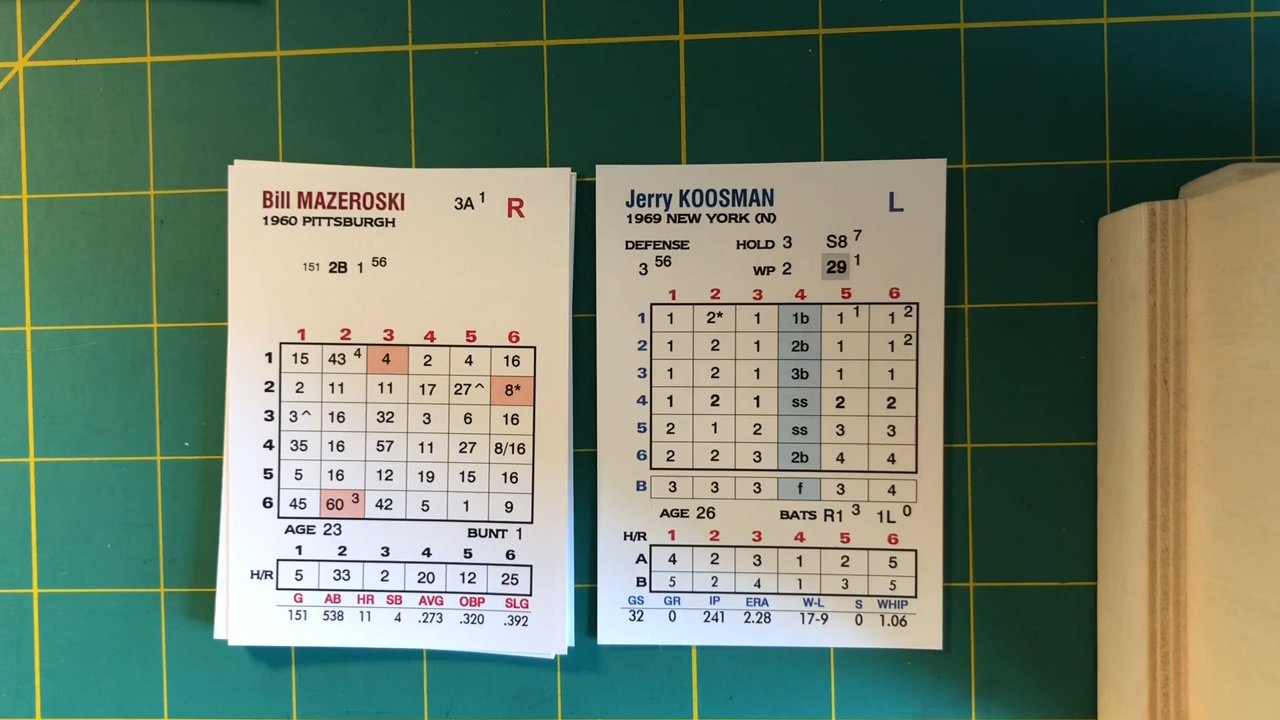 Bill MAZEROSKI 3A 1 R
1960 PITTSBURGH
151 2B 1 56
1 2 3 4 5 6
1 15 43 4 4 2 4 16
2 2 11 11 17 27^ 8*
3 3^ 16 32 3 6 16
4 35 16 57 11 27 8/16
5 5 16 12 19 15 16
6 45 60 3 42 5 1 9
AGE 23 BUNT 1
1 2 3 4 5 6
H/R 5 33 2 20 12 25
G AB HR SB AVG OBP SLG
151 538 11 4 .273 .320 .392
Jerry KOOSMAN L
1969 NEW YORK (N)
DEFENSE HOLD 3 S8 7
3 56 WP 2 29 1
1 2 3 4 5 6
1 1 2* 1 1b 1 1 1 2
2 1 2 1 2b 1 1 2
3 1 2 1 3b 1 1
4 1 2 1 ss 2 2
5 2 1 2 ss 3 3
6 2 2 3 2b 4 4
B 3 3 3 f 3 4
AGE 26 BATS R1 3 1L 0
H/R 1 2 3 4 5 6
A 4 2 3 1 2 5
B 5 2 4 1 3 5
GS GR IP ERA W-L S WHIP
32 0 241 2.28 17-9 0 1.06